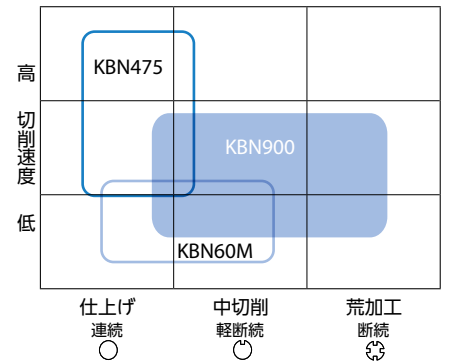 高
切削速度
低
KBN475
KBN900
KBN60M
仕上げ
連続
中切削
軽断続
荒加工
断続